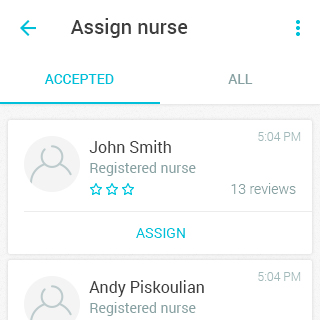 Assign nurse
ACCEPTED
ALL
5:04 PM
John Smith
Registered nurse
13 reviews
ASSIGN
5:04 PM
Andy Piskoulian
Registered nurse